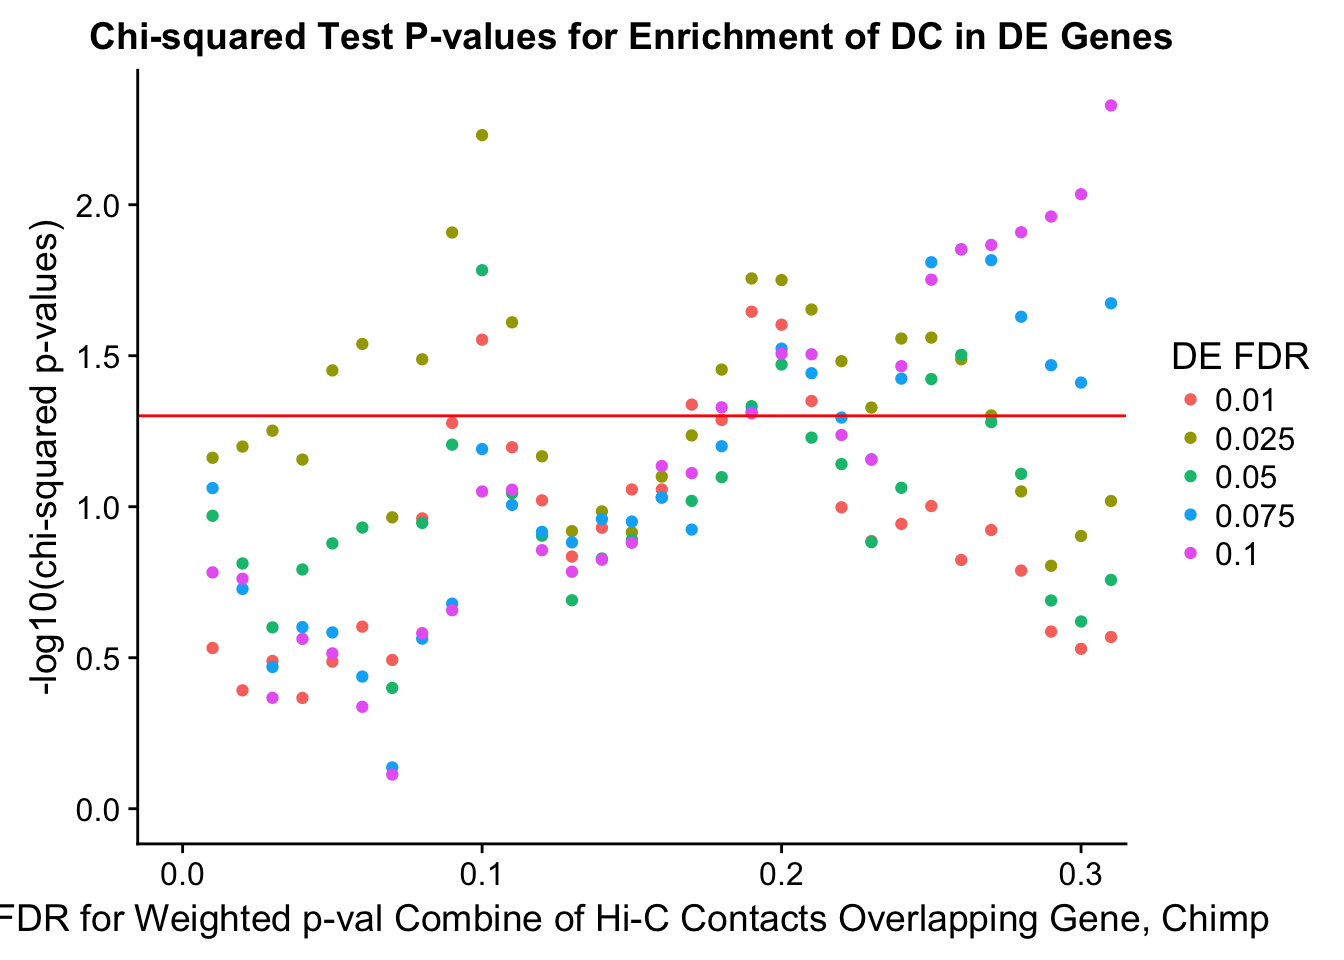 Chi-squared Test P-values for Enrichment of DC in DE Genes
-log10(chi-squared p-values)
2.0
1.5
1.0
0.5
0.0
0.0 0.1 0.2 0.3
FDR for Weighted p-val Combine of Hi-C Contacts Overlapping Gene, Chimp
DE FDR
0.01
0.025
0.05
0.075
0.1